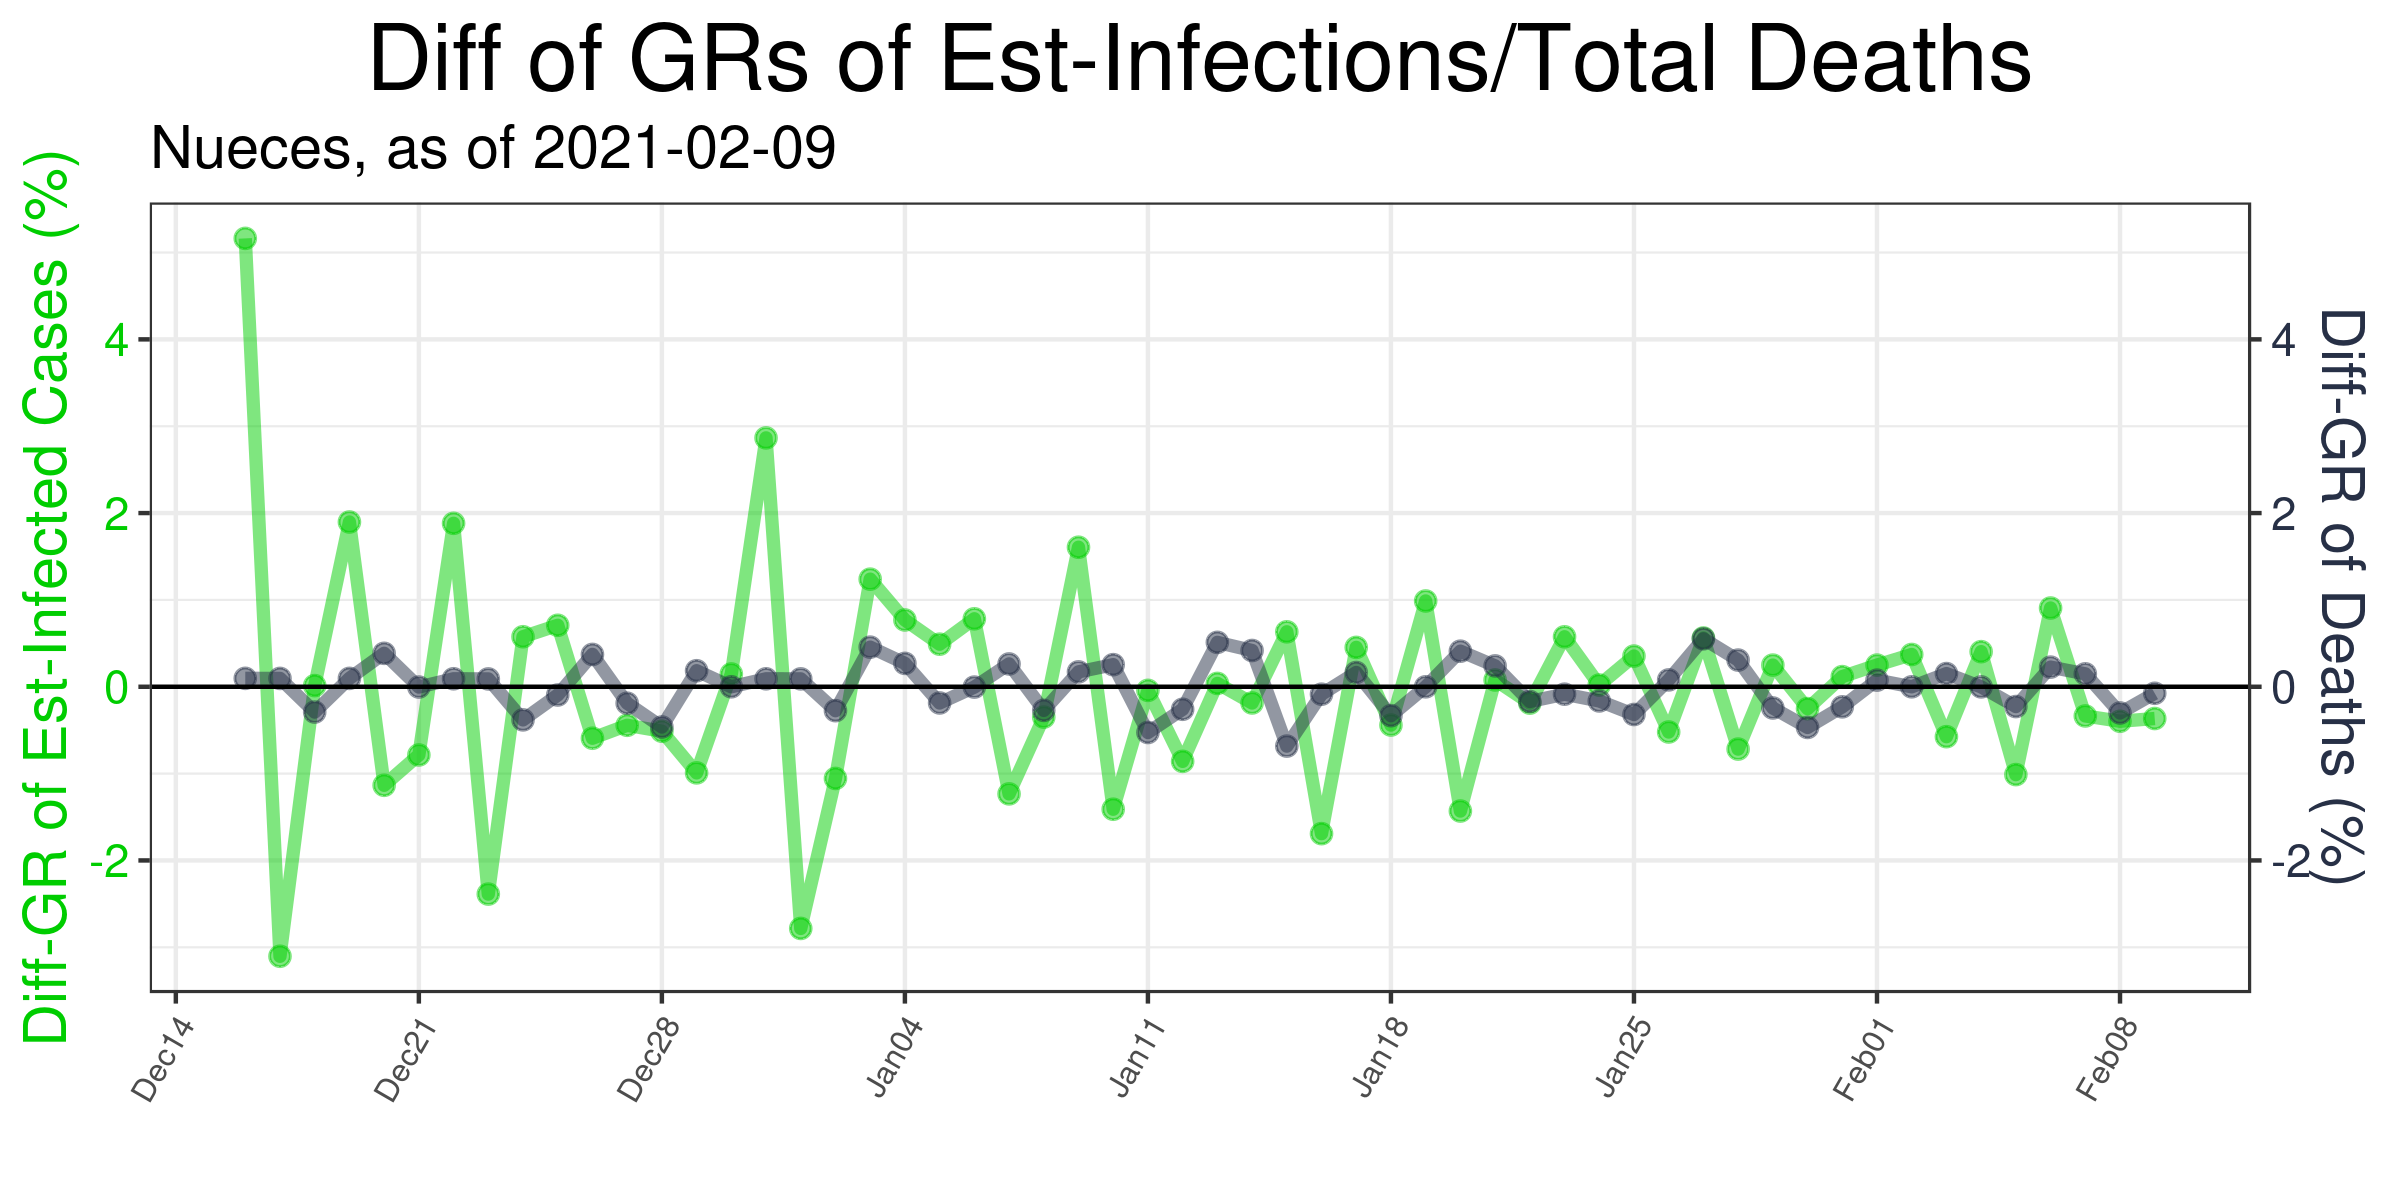 Diff of GRs of Est-Infections/Total Deaths
Nueces, as of 2021-02-09
Diff-GR of Est-Infected Cases (%)
4
2
0
-2
4
2
0
-2
Diff-GR of Deaths (%)
Dec14
Dec21
Dec28
Jan04
Jan11
Jan18
Jan25
Feb01
Feb08